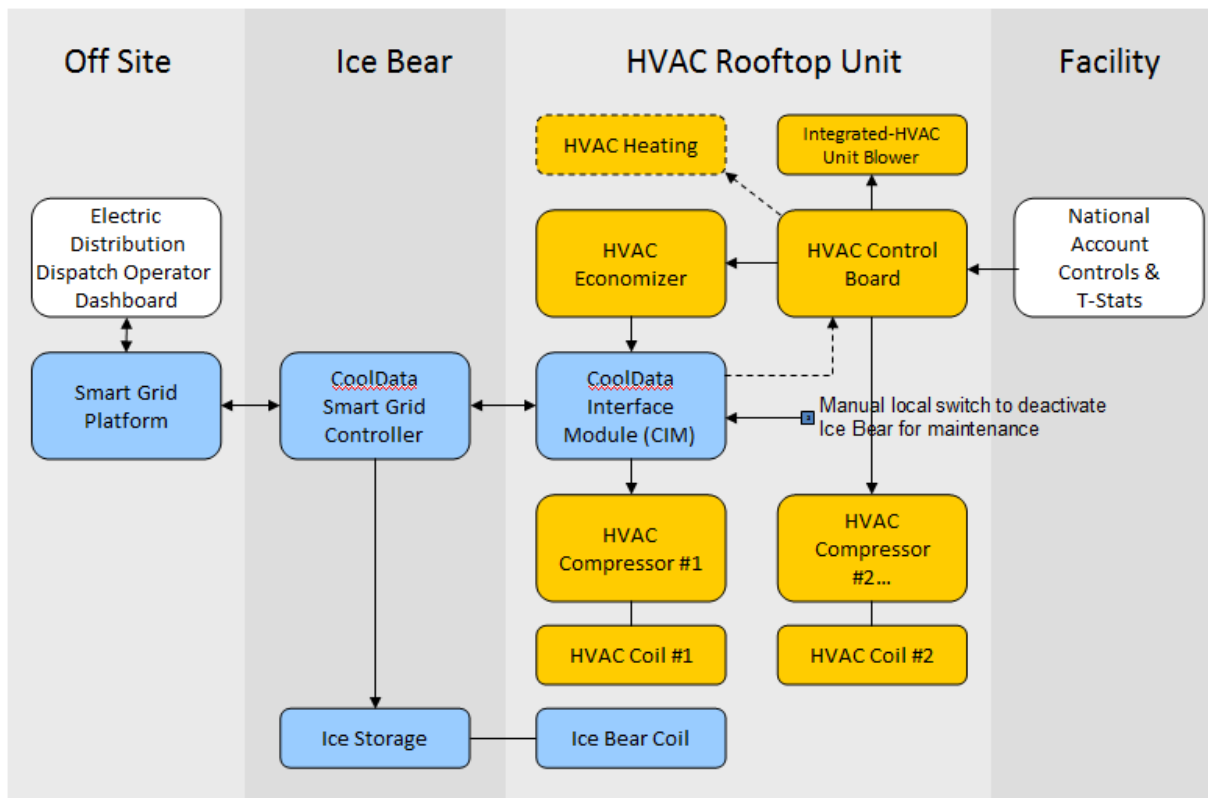 Off Site
Ice Bear
HVAC Rooftop Unit
Facility
HVAC Heating
Integrated-HVAC
Unit Blower
Electric
Distribution
Dispatch Operator
Dashboard
HVAC
Economizer
HVAC Control
Board
National
Account
Controls &
T-Stats
Smart Grid
Platform
CoolData
Smart Grid
Controller
CoolData
Interface
Module (CIM)
Manual local switch to deactivate
Ice Bear for maintenance
HVAC
Compressor #1
HVAC
Compressor
#2…
HVAC Coil #1
HVAC Coil #2
Ice Storage
Ice Bear Coil